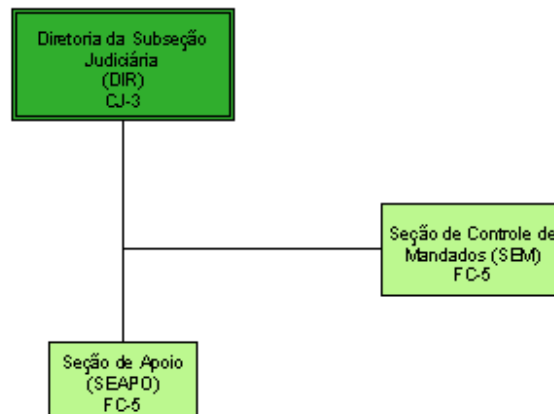 Diretoria da Subseção
Judiciária
(DIR)
CJ-3
Seção de Controle de
Mandados (SEM)
FC-5
Seção de Apoio
(SEAPO)
FC-5